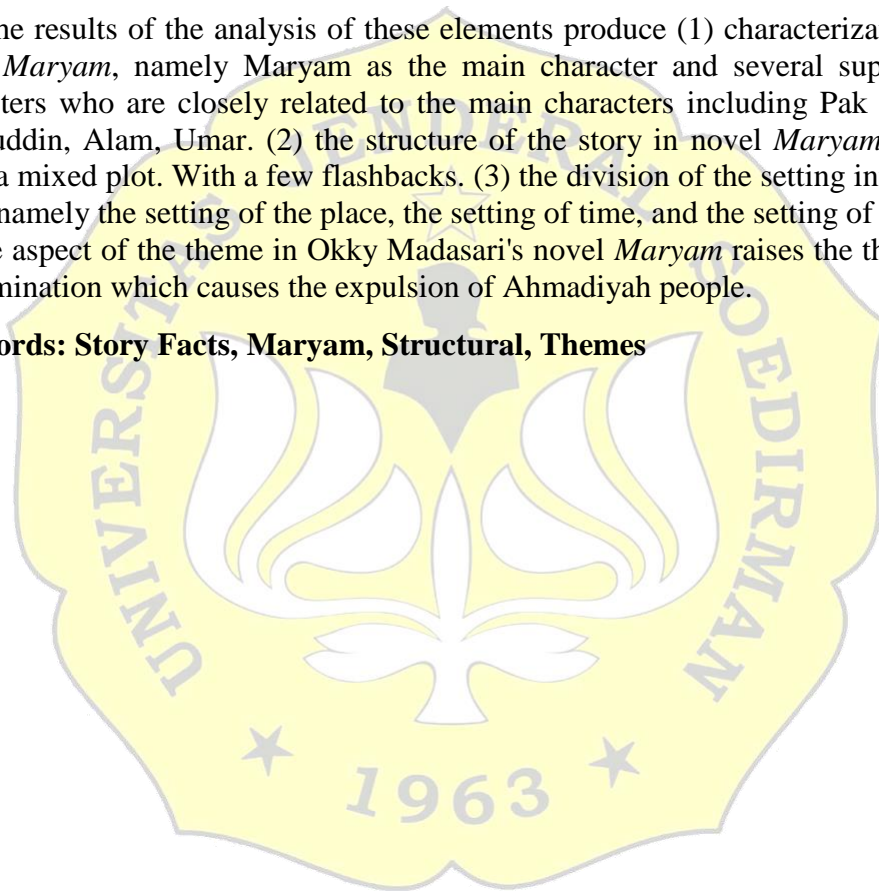 he results of the analysis of these elements produce (1) characteriza
Maryam, namely Maryam as the main character and several sup
ters who are closely related to the main characters including Pak
uddin, Alam, Umar. (2) the structure of the story in novel Maryam
a mixed plot. With a few flashbacks. (3) the division of the setting in
namely the setting of the place, the setting of time, and the setting of
e aspect of the theme in Okky Madasari's novel Maryam raises the th
mination which causes the expulsion of Ahmadiyah people.
ords: Story Facts, Maryam, Structural, Themes
UNIVERSITAS JENDERAL SOEDIRMAN
1963